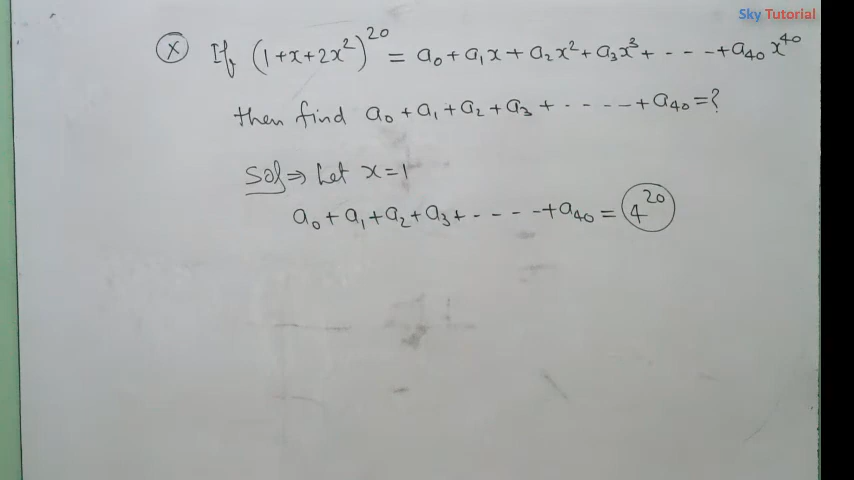 Sky Tutorial
(x) If (1+x+2x²)²⁰ = a₀+a₁x+a₂x²+a₃x³+----+a₄₀x⁴⁰
then find a₀+a₁+a₂+a₃+-----+a₄₀=?
Sol⇒ Let x=1
a₀+a₁+a₂+a₃+-----+a₄₀ = 4²⁰